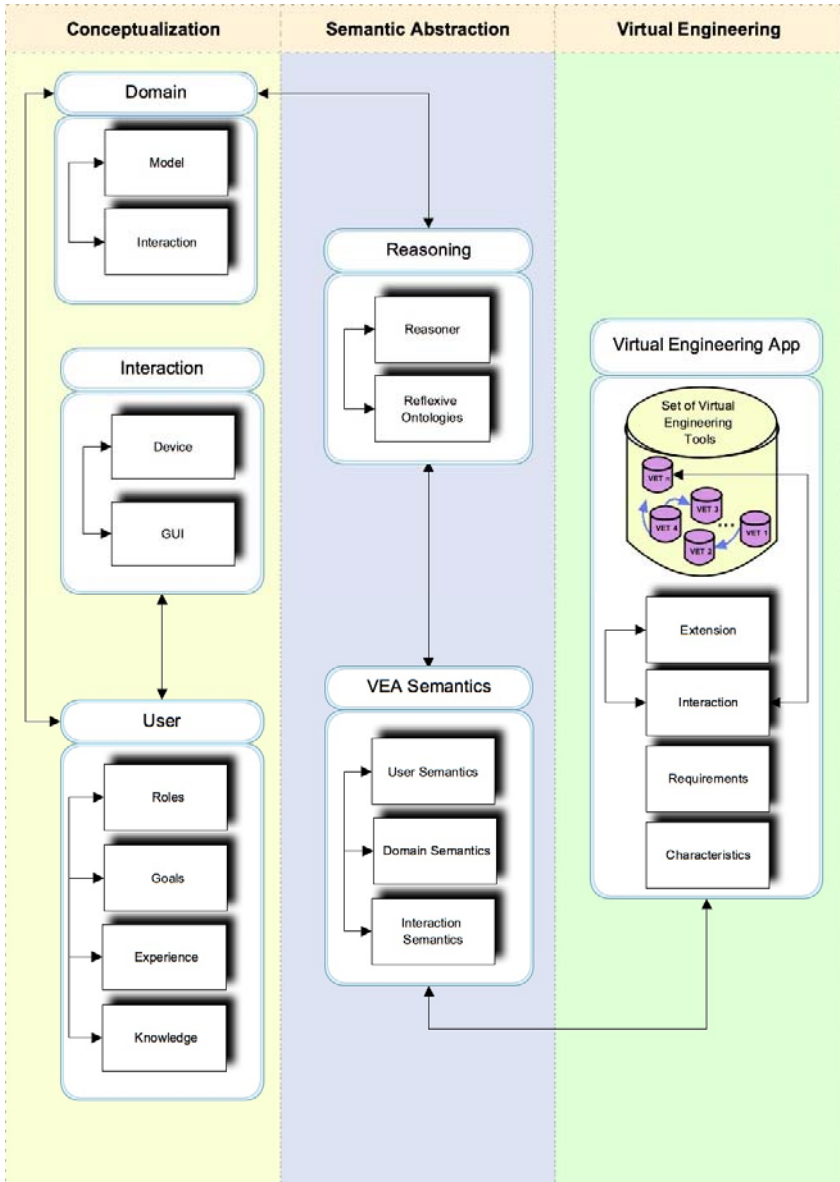 Conceptualization
Semantic Abstraction
Virtual Engineering
Domain
Model
Interaction
Interaction
Device
GUI
User
Roles
Goals
Experience
Knowledge
Reasoning
Reasoner
Reflexive
Ontologies
VEA Semantics
User Semantics
Domain Semantics
Interaction
Semantics
Virtual Engineering App
Set of Virtual
Engineering
Tools
VET n
VET 3
VET 4
...
VET 1
VET 2
Extension
Interaction
Requirements
Characteristics